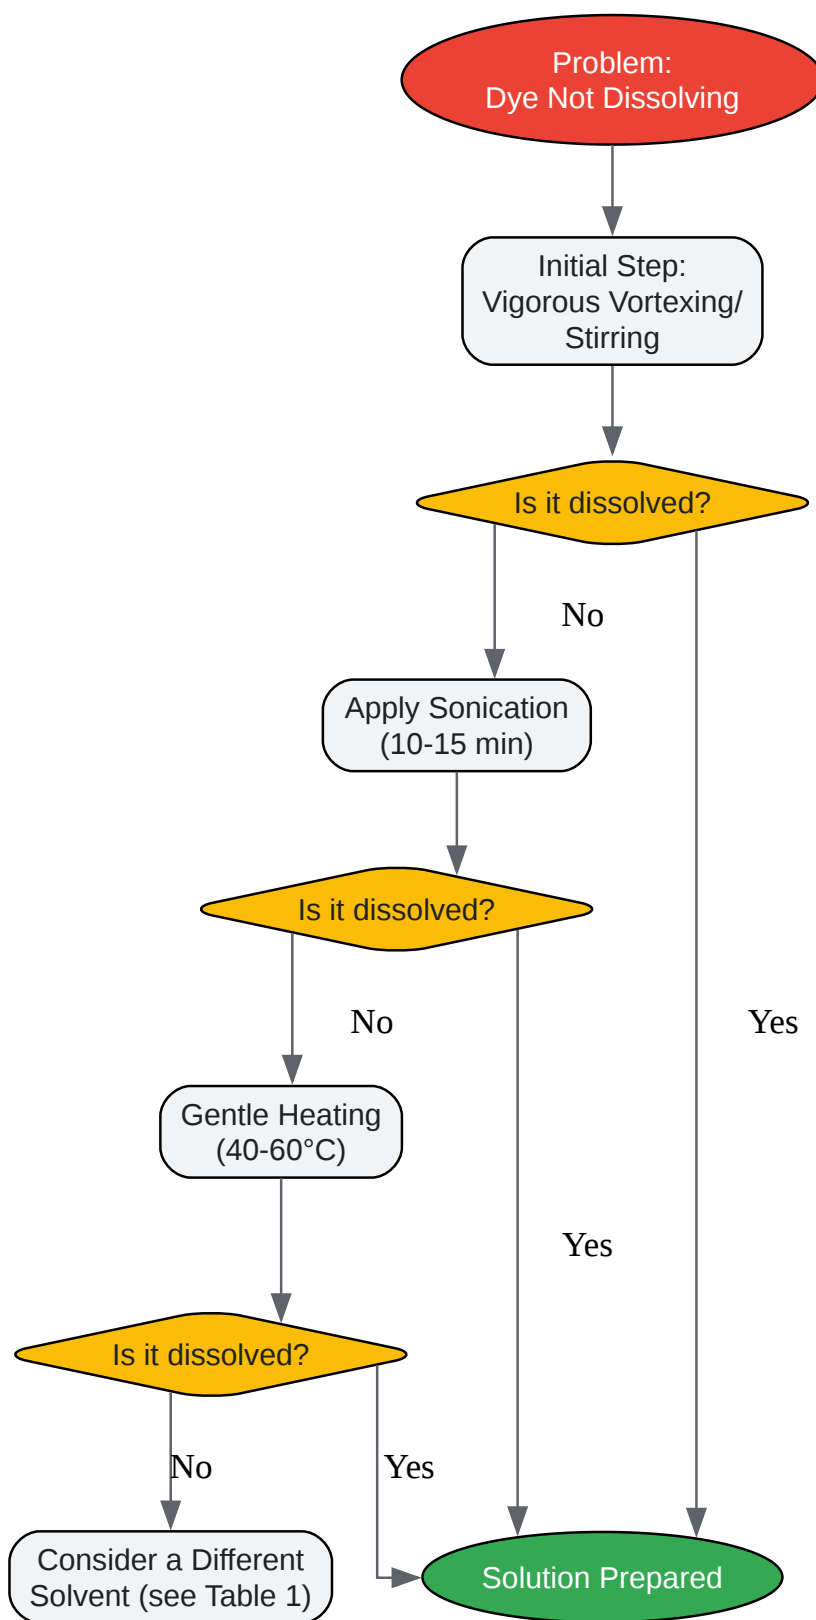 Problem:
Dye Not Dissolving
Initial Step:
Vigorous Vortexing/
Stirring
Is it dissolved?
No
Apply Sonication
(10-15 min)
Is it dissolved?
No
Yes
Gentle Heating
(40-60°C)
Yes
Is it dissolved?
No
Yes
Consider a Different
Solvent (see Table 1)
Solution Prepared